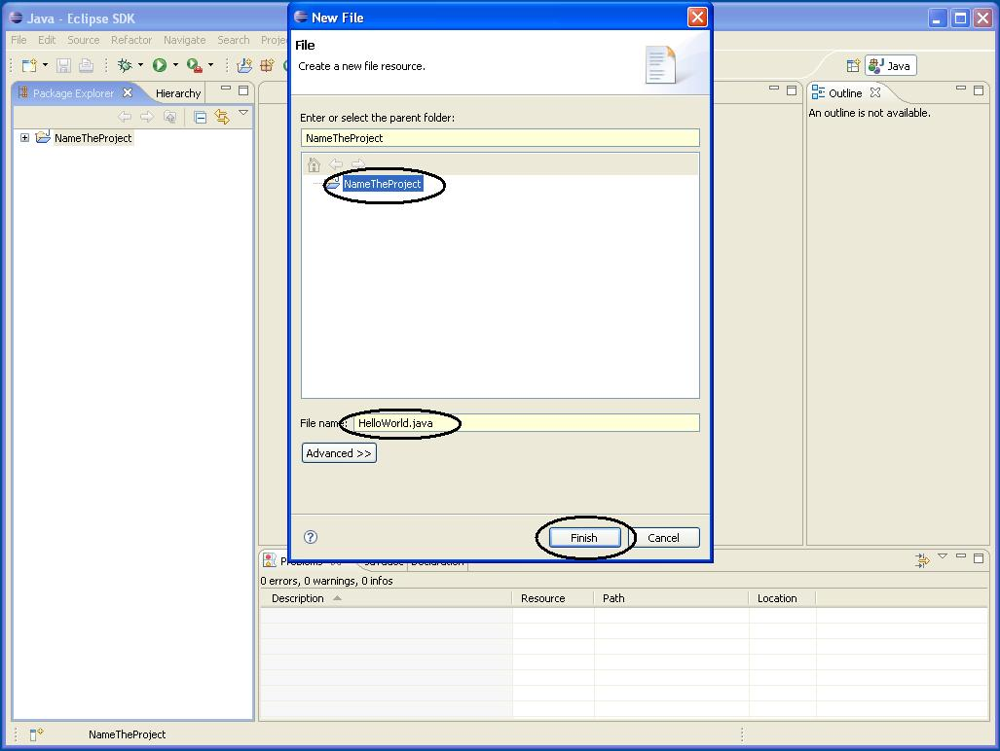 Java - Eclipse SDK
New File
File Edit Source Refactor Navigate Search
File
Create a new file resource.
Java
Package Explorer Hierarchy
Outline
An outline is not available.
Enter or select the parent folder:
NameTheProject
NameTheProject
NameTheProject
File name: HelloWorld.java
Advanced >>
Finish Cancel
Problems Javadoc Declaration
0 errors, 0 warnings, 0 infos
Description Resource Path Location
NameTheProject